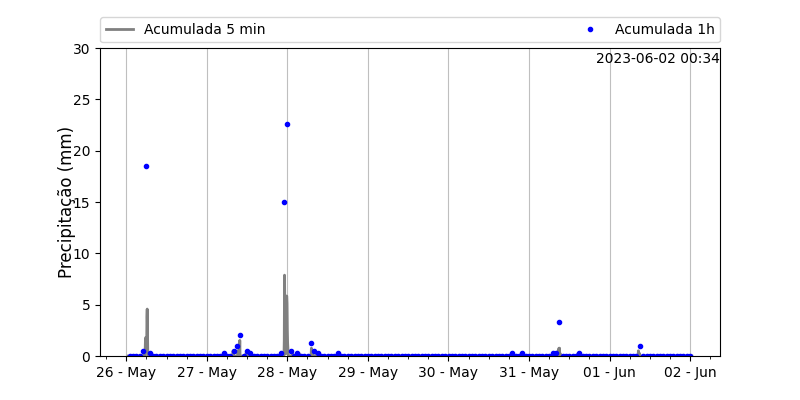 Acumulada 5 min
Acumulada 1h
2023-06-02 00:34
Precipitação (mm)
30
25
20
15
10
5
0
26 - May
27 - May
28 - May
29 - May
30 - May
31 - May
01 - Jun
02 - Jun